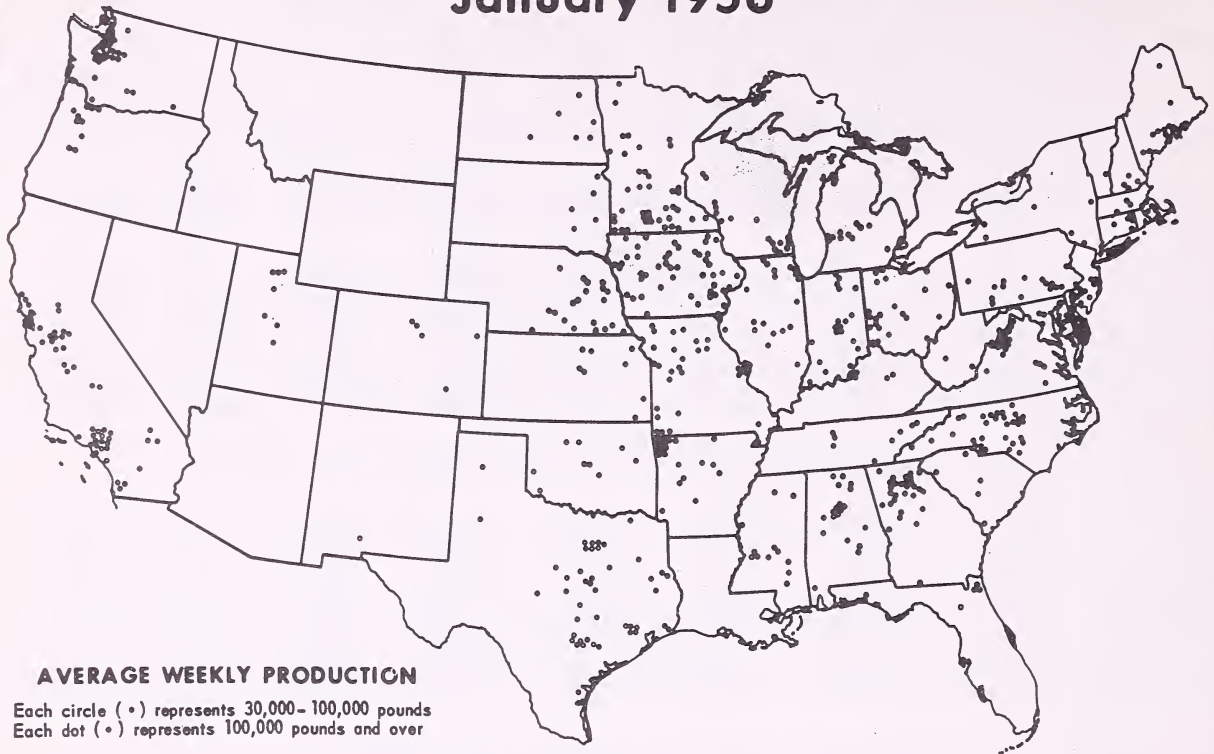 January
AVERAGE WEEKLY PRODUCTION
Each circle (•) represents 30,000-100,000 pounds
Each dot (•) represents 100,000 pounds and over